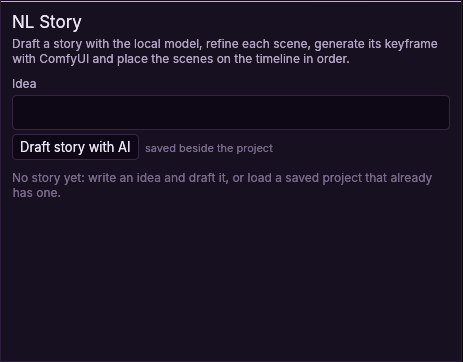 NL Story
Draft a story with the local model, refine each scene, generate its keyframe
with ComfyUI and place the scenes on the timeline in order.
Idea
Draft story with AI saved beside the project
No story yet: write an idea and draft it, or load a saved project that already
has one.